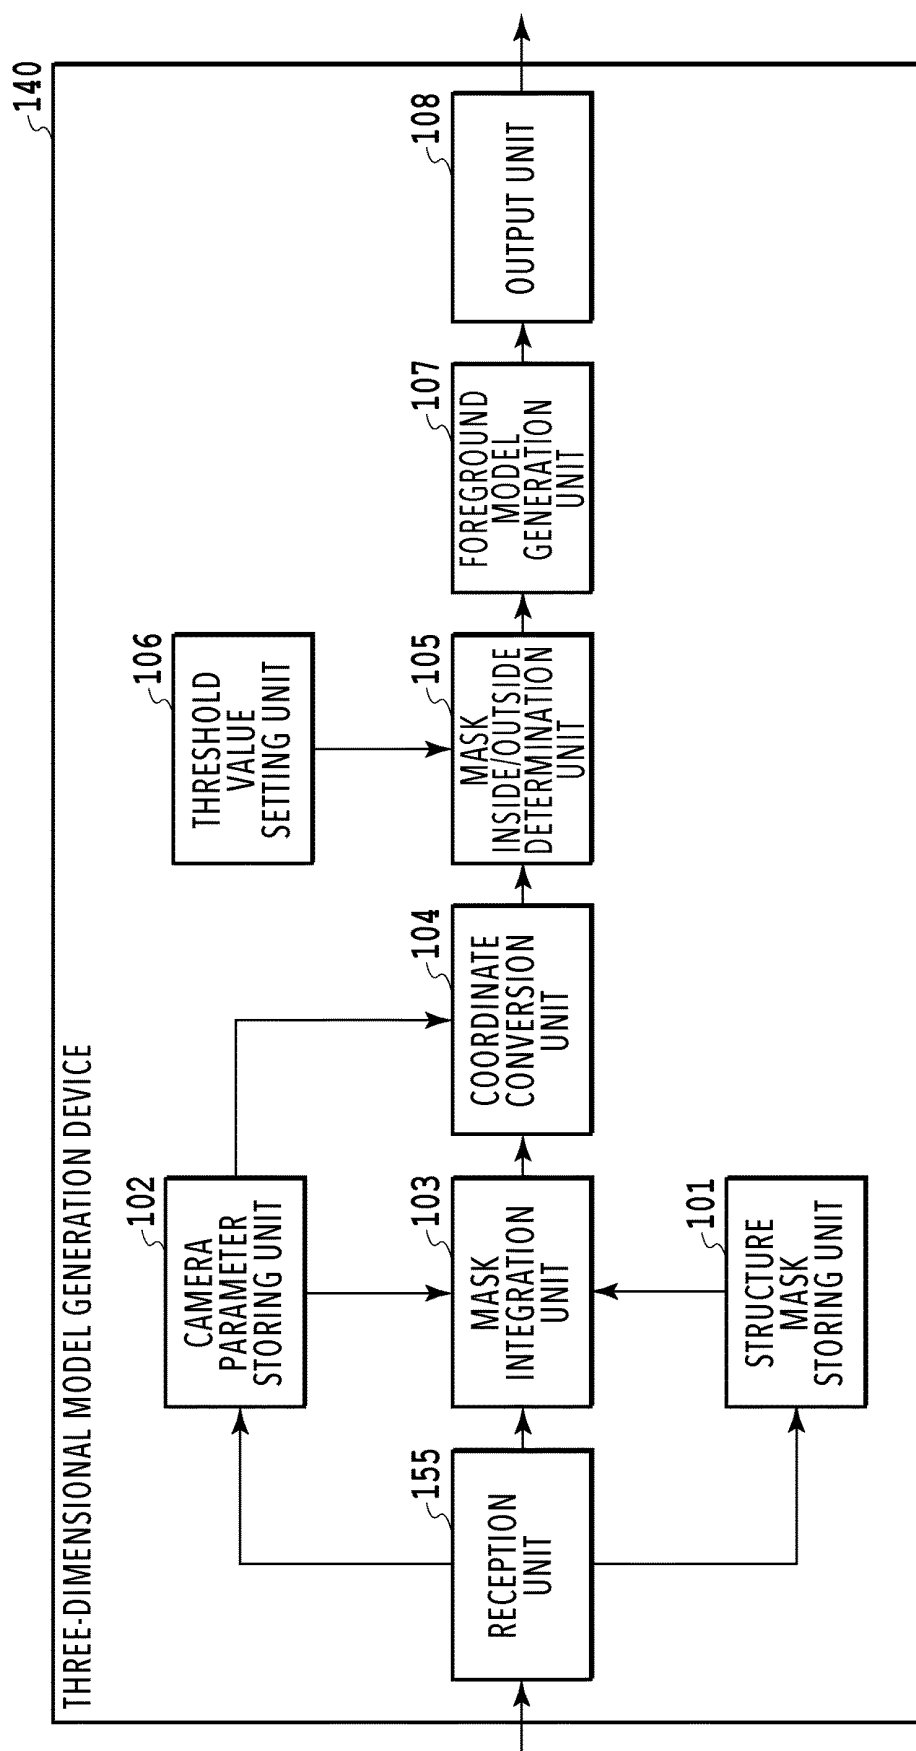 140
THREE-DIMENSIONAL MODEL GENERATION DEVICE
102
CAMERA
PARAMETER
STORING UNIT
106
THRESHOLD
VALUE
SETTING UNIT
155
RECEPTION
UNIT
103
MASK
INTEGRATION
UNIT
104
COORDINATE
CONVERSION
UNIT
105
MASK
INSIDE/OUTSIDE
DETERMINATION
UNIT
107
FOREGROUND
MODEL
GENERATION
UNIT
108
OUTPUT UNIT
101
STRUCTURE
MASK
STORING UNIT